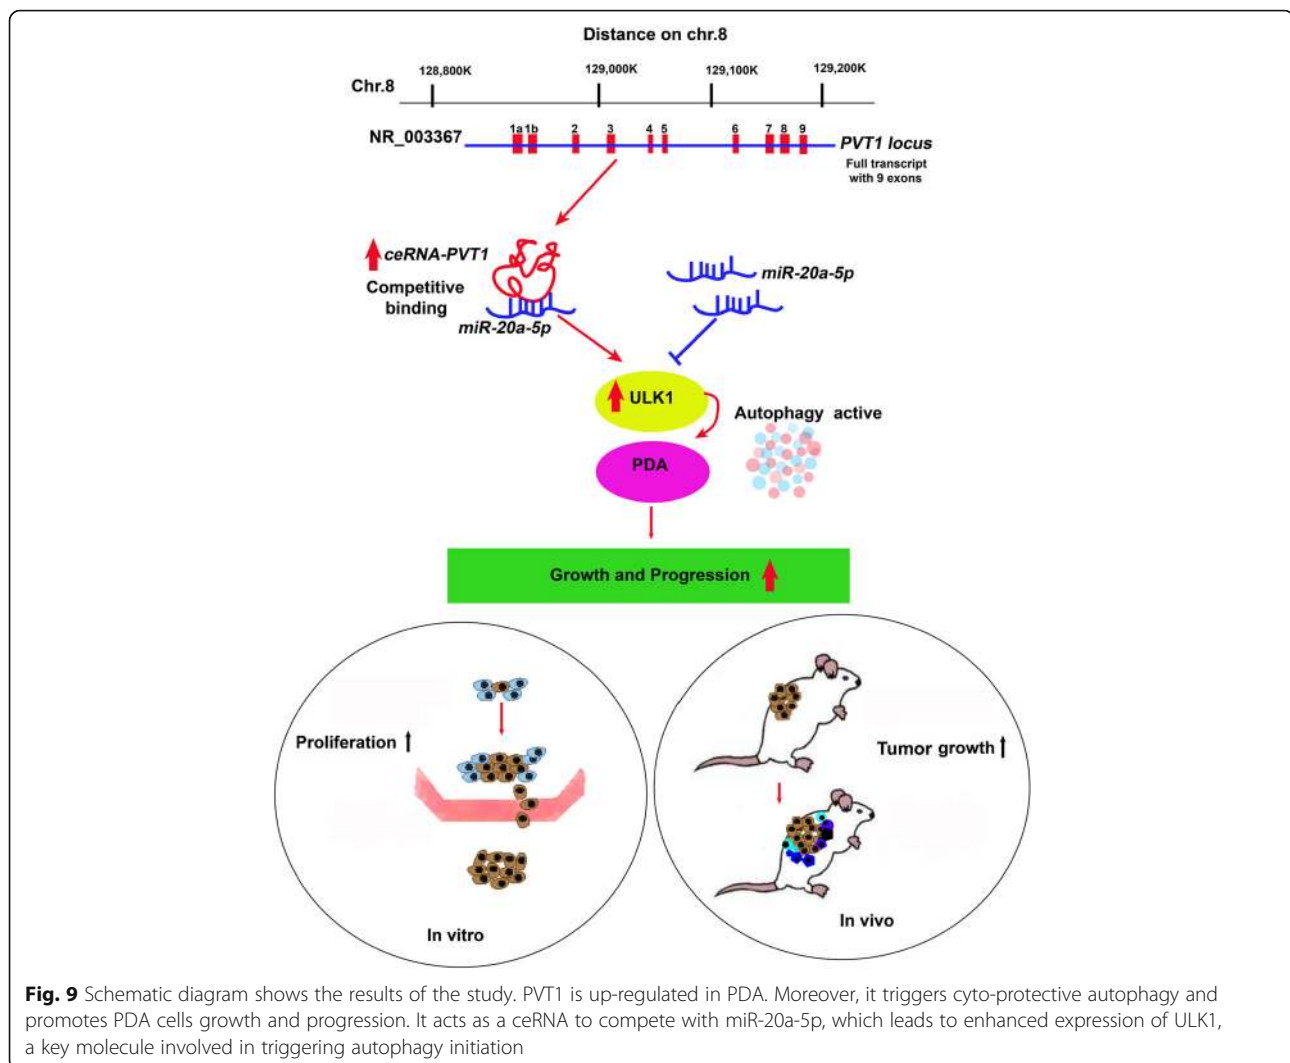 Distance on chr.8
128,800K 129,000K 129,100K 129,200K
Chr.8
1a 1b 2 3 4 5 6 7 8 9
NR_003367
PVT1 locus
Full transcript
with 9 exons
ceRNA-PVT1
Competitive
binding
miR-20a-5p
miR-20a-5p
ULK1
Autophagy active
PDA
Growth and Progression
Proliferation
In vitro
Tumor growth
In vivo
Fig. 9 Schematic diagram shows the results of the study. PVT1 is up-regulated in PDA. Moreover, it triggers cyto-protective autophagy and
promotes PDA cells growth and progression. It acts as a ceRNA to compete with miR-20a-5p, which leads to enhanced expression of ULK1,
a key molecule involved in triggering autophagy initiation